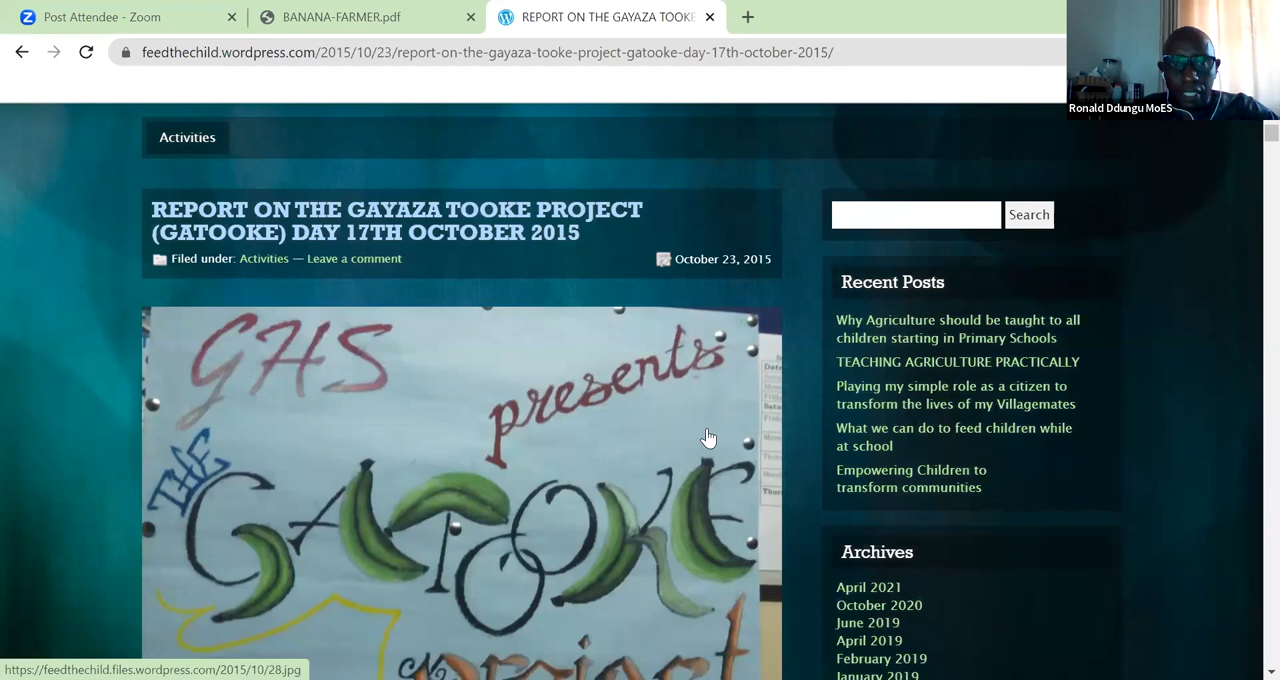 Post Attendee - Zoom
BANANA-FARMER.pdf
REPORT ON THE GAYAZA TOOKE
feedthechild.wordpress.com/2015/10/23/report-on-the-gayaza-tooke-project-gatooke-day-17th-october-2015/
Ronald Ddungu MoES
Activities
REPORT ON THE GAYAZA TOOKE PROJECT
(GATOOKE) DAY 17TH OCTOBER 2015
Filed under: Activities — Leave a comment
October 23, 2015
GHS
presents
THE
GATOOKE
project
Search
Recent Posts
Why Agriculture should be taught to all
children starting in Primary Schools
TEACHING AGRICULTURE PRACTICALLY
Playing my simple role as a citizen to
transform the lives of my Villagemates
What we can do to feed children while
at school
Empowering Children to
transform communities
Archives
April 2021
October 2020
June 2019
April 2019
February 2019
January 2019
https://feedthechild.files.wordpress.com/2015/10/28.jpg